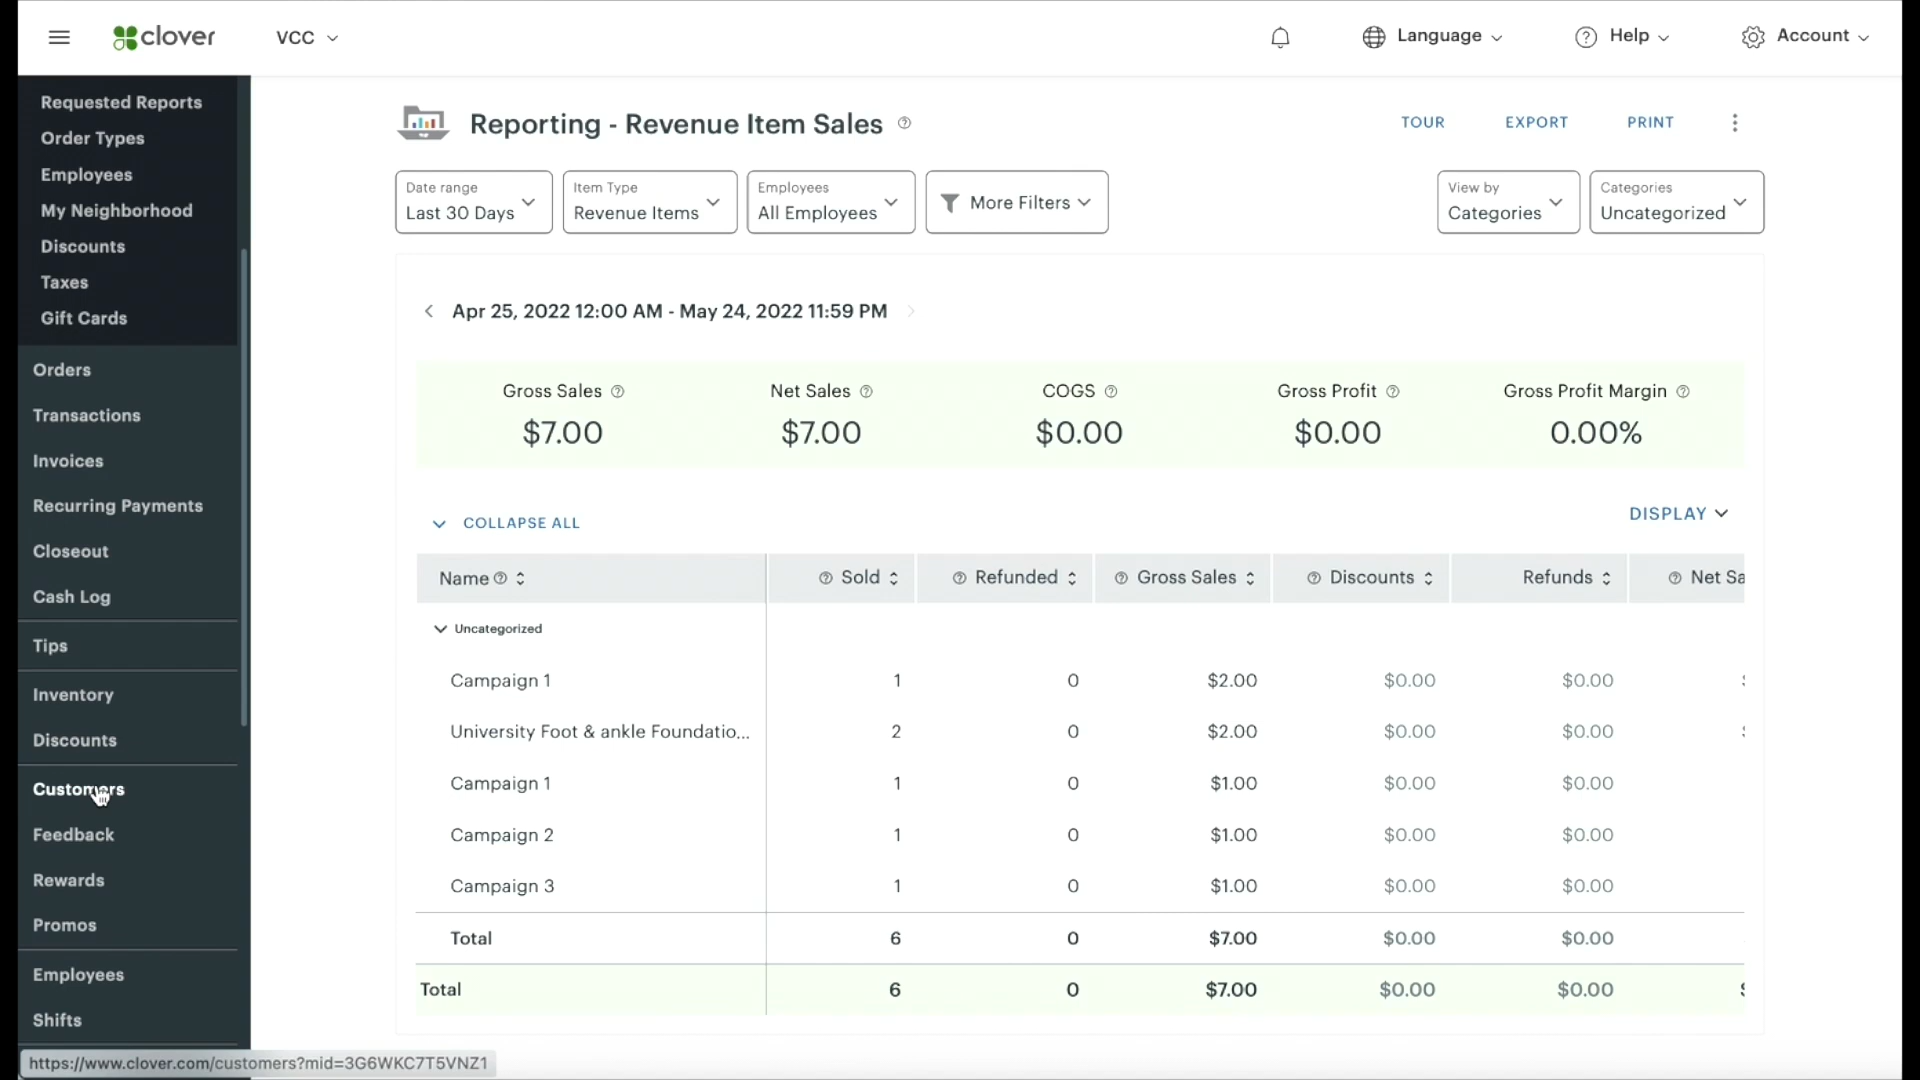 clover
VCC
Language
Help
Account
Requested Reports
Order Types
Employees
My Neighborhood
Discounts
Taxes
Gift Cards
Orders
Transactions
Invoices
Recurring Payments
Closeout
Cash Log
Tips
Inventory
Discounts
Customers
Feedback
Rewards
Promos
Employees
Shifts
https://www.clover.com/customers?mid=3G6WKC7T5VNZ1
Reporting - Revenue Item Sales
TOUR EXPORT PRINT
Date range
Last 30 Days
Item Type
Revenue Items
Employees
All Employees
More Filters
View by
Categories
Categories
Uncategorized
Apr 25, 2022 12:00 AM - May 24, 2022 11:59 PM
Gross Sales Net Sales COGS Gross Profit Gross Profit Margin
$7.00 $7.00 $0.00 $0.00 0.00%
COLLAPSE ALL
DISPLAY
Name Sold Refunded Gross Sales Discounts Refunds Net Sa
Uncategorized
Campaign 1 1 0 $2.00 $0.00 $0.00
University Foot & ankle Foundatio... 2 0 $2.00 $0.00 $0.00
Campaign 1 1 0 $1.00 $0.00 $0.00
Campaign 2 1 0 $1.00 $0.00 $0.00
Campaign 3 1 0 $1.00 $0.00 $0.00
Total 6 0 $7.00 $0.00 $0.00
Total 6 0 $7.00 $0.00 $0.00